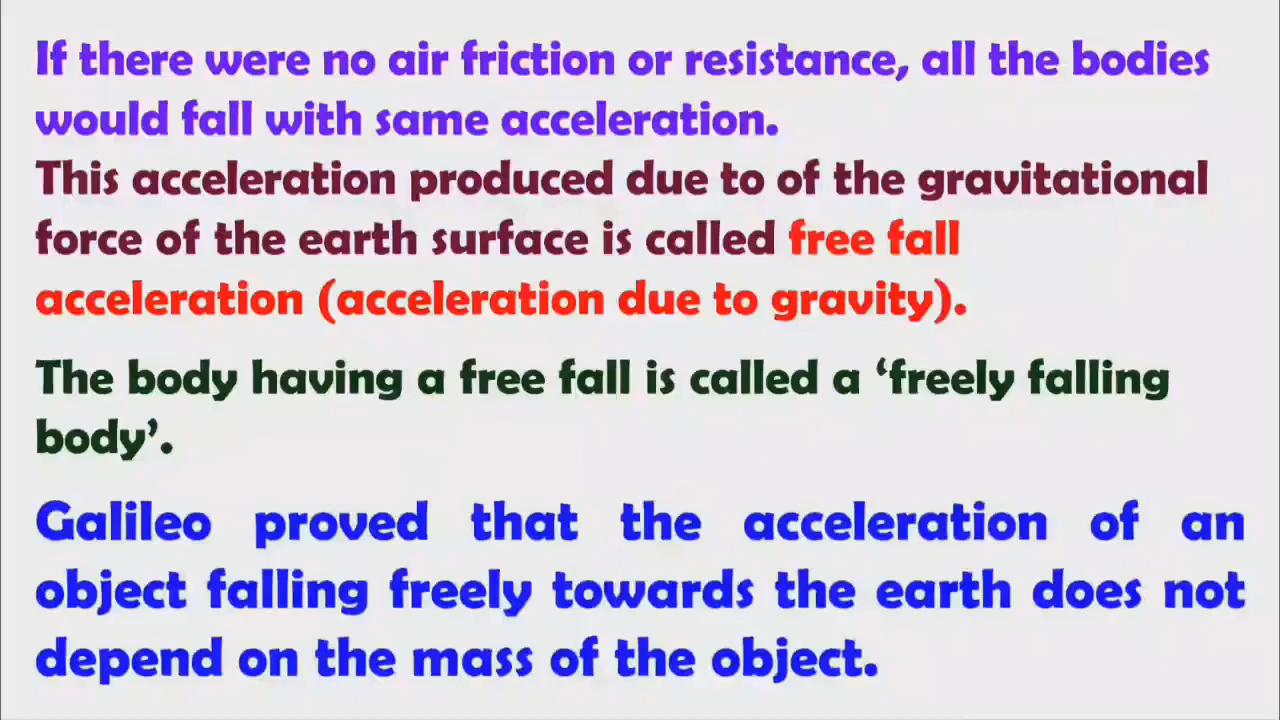 If there were no air friction or resistance, all the bodies
would fall with same acceleration.
This acceleration produced due to of the gravitational
force of the earth surface is called free fall
acceleration (acceleration due to gravity).
The body having a free fall is called a ‘freely falling
body’.
Galileo proved that the acceleration of an
object falling freely towards the earth does not
depend on the mass of the object.